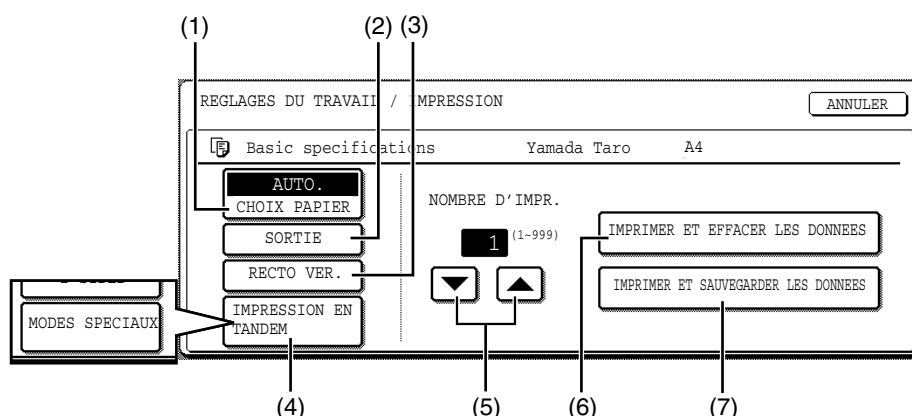 (1) (2) (3)
REGLAGES DU TRAVAIL / IMPRESSION
ANNULER
Basic specifications Yamada Taro A4
AUTO.
CHOIX PAPIER
SORTIE
RECTO VER.
IMPRESSION EN
TANDEM
MODES SPECIAUX
NOMBRE D'IMPR.
1 (1~999)
IMPRIMER ET EFFACER LES DONNEES
IMPRIMER ET SAUVEGARDER LES DONNEES
(4) (5) (6) (7)